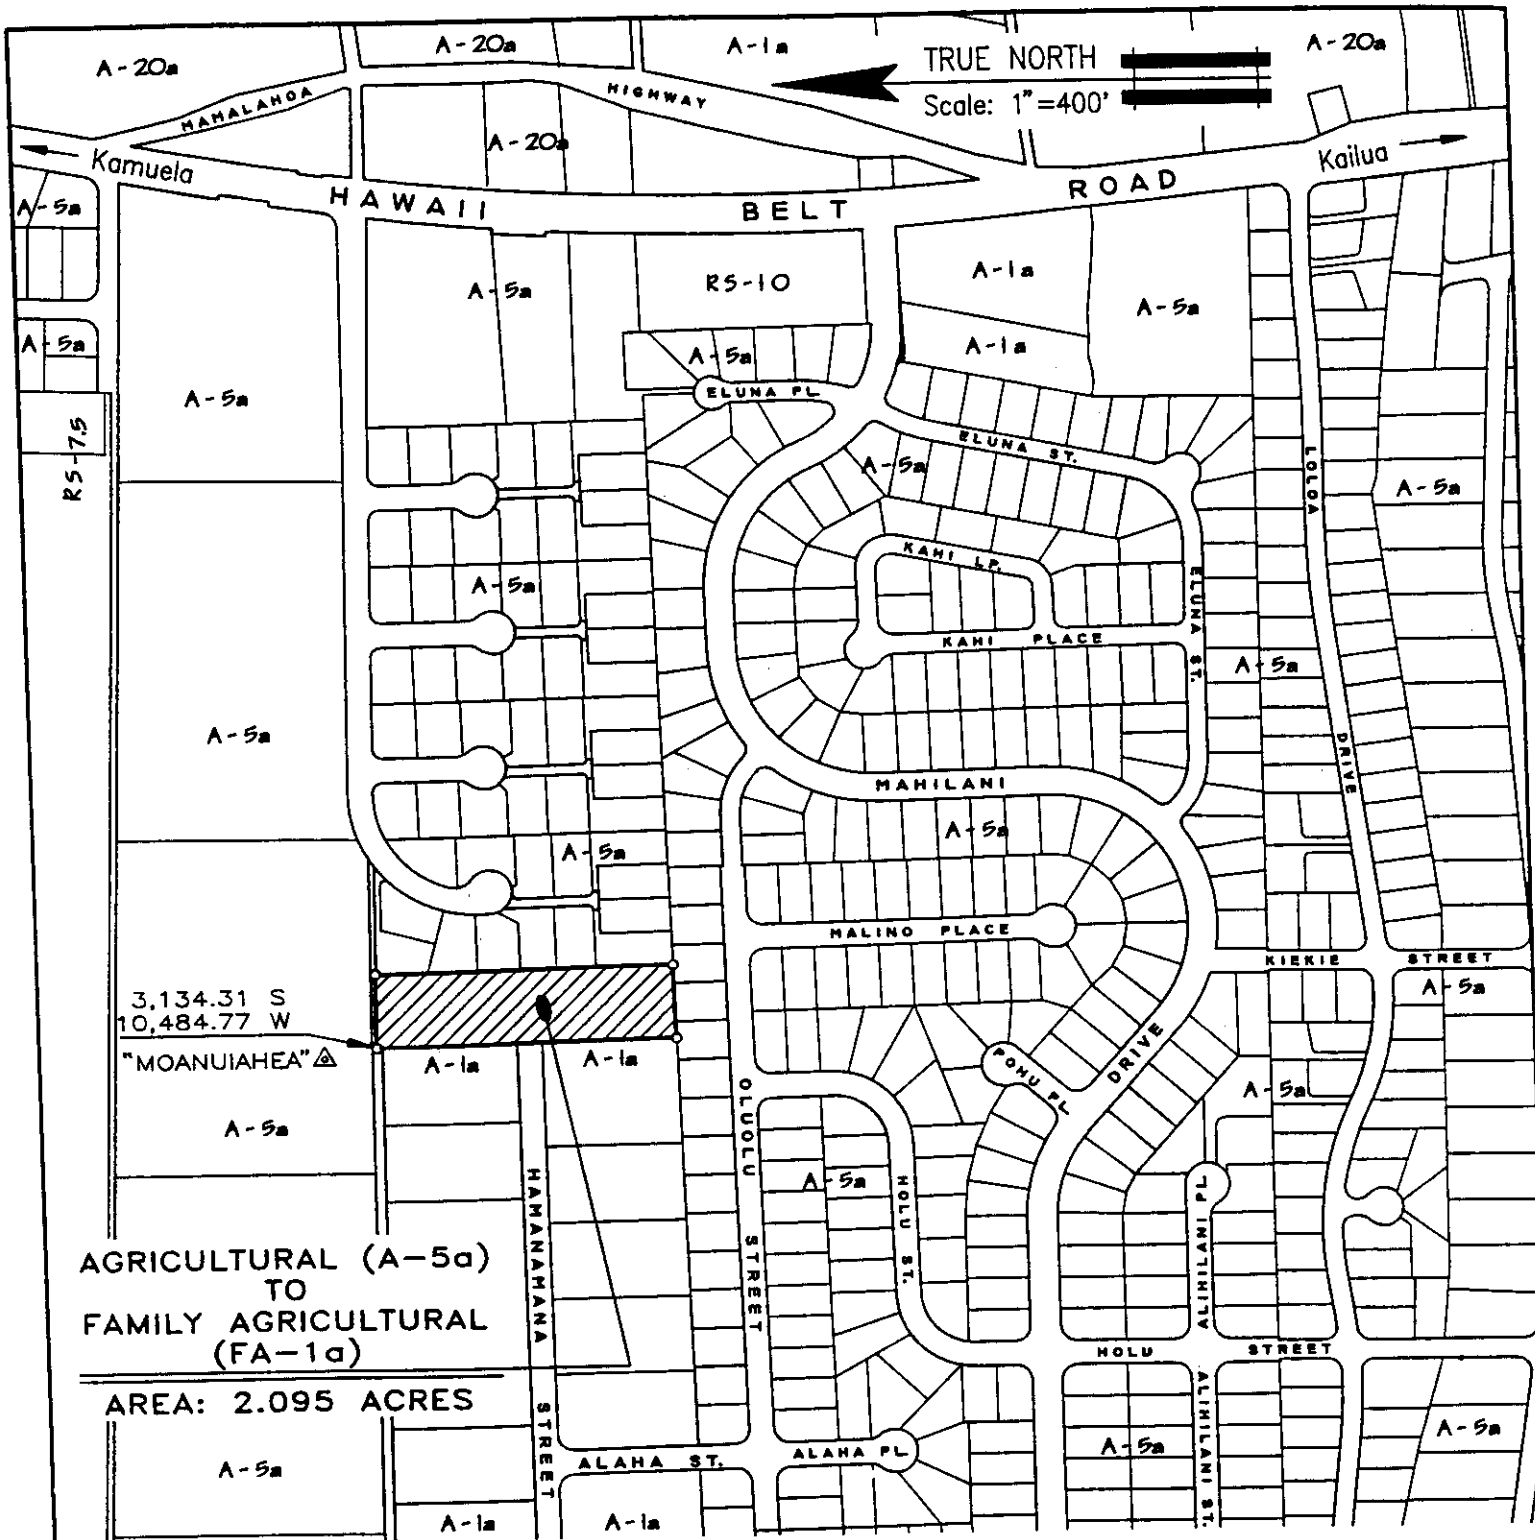 A-20a
A-20a
A-1a
TRUE NORTH
Scale: 1"=400'
A-20a
MAMALAHOA
HIGHWAY
A-20a
Kamuela
Kailua
HAWAII
BELT
ROAD
A-5a
A-5a
RS-10
A-1a
A-5a
A-5a
A-5a
A-1a
A-5a
ELUNA PL.
RS-7.5
ELUNA ST.
A-5a
LOLOA
A-5a
KAHI LP.
A-5a
ELUNA ST.
KAHI PLACE
A-5a
A-5a
DRIVE
MAHILANI
A-5a
A-5a
MALINO PLACE
KIEKIE
STREET
3,134.31 S
10,484.77 W
"MOANUIAHEA"
A-5a
A-1a
A-1a
POHU PL.
DRIVE
A-5a
A-5a
OLUOLU
STREET
A-5a
HOLU ST.
ALIHILANI PL.
HAMANAMANA
STREET
AGRICULTURAL (A-5a)
TO
FAMILY AGRICULTURAL
(FA-1a)
AREA: 2.095 ACRES
HOLU
STREET
ALIHILANI ST.
A-5a
A-5a
A-5a
ALAHA ST.
ALAHA PL.
A-1a
A-1a